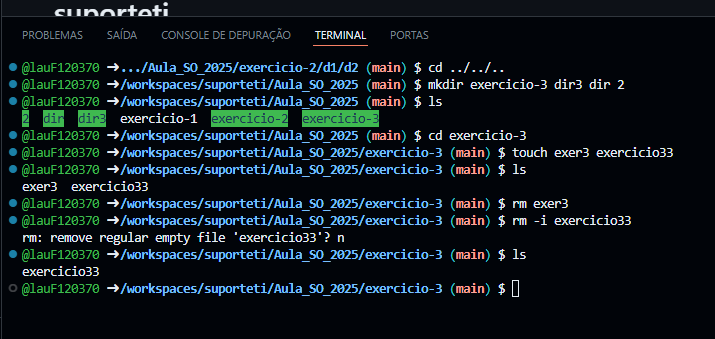 suporteti
PROBLEMAS SAÍDA CONSOLE DE DEPURAÇÃO TERMINAL PORTAS
@lauF120370 ➜.../Aula_SO_2025/exercicio-2/d1/d2 (main) $ cd ../../..
@lauF120370 ➜/workspaces/suporteti/Aula_SO_2025 (main) $ mkdir exercicio-3 dir3 dir 2
@lauF120370 ➜/workspaces/suporteti/Aula_SO_2025 (main) $ ls
2 dir dir3 exercicio-1 exercicio-2 exercicio-3
@lauF120370 ➜/workspaces/suporteti/Aula_SO_2025 (main) $ cd exercicio-3
@lauF120370 ➜/workspaces/suporteti/Aula_SO_2025/exercicio-3 (main) $ touch exer3 exercicio33
@lauF120370 ➜/workspaces/suporteti/Aula_SO_2025/exercicio-3 (main) $ ls
exer3 exercicio33
@lauF120370 ➜/workspaces/suporteti/Aula_SO_2025/exercicio-3 (main) $ rm exer3
@lauF120370 ➜/workspaces/suporteti/Aula_SO_2025/exercicio-3 (main) $ rm -i exercicio33
rm: remove regular empty file 'exercicio33'? n
@lauF120370 ➜/workspaces/suporteti/Aula_SO_2025/exercicio-3 (main) $ ls
exercicio33
@lauF120370 ➜/workspaces/suporteti/Aula_SO_2025/exercicio-3 (main) $